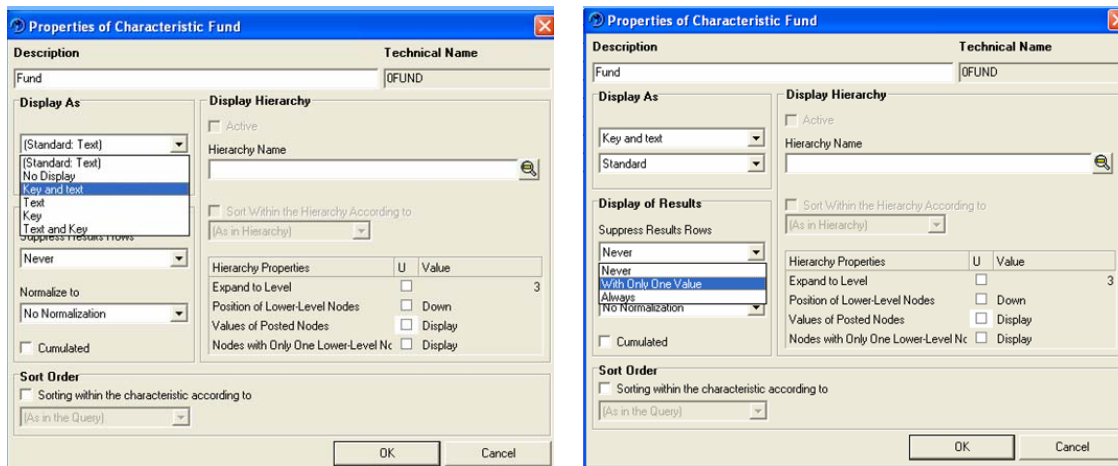 Properties of Characteristic Fund
Description Technical Name
Fund 0FUND
Display As Display Hierarchy
Active
(Standard: Text) Hierarchy Name
(Standard: Text)
No Display
Key and text
Text
Key
Text and Key
Sort Within the Hierarchy According to
(As in Hierarchy)
Suppress Results Rows
Never
Hierarchy Properties U Value
Expand to Level 3
Normalize to
Position of Lower-Level Nodes Down
No Normalization
Values of Posted Nodes Display
Cumulated
Nodes with Only One Lower-Level Nc Display
Sort Order
Sorting within the characteristic according to
(As in the Query)
OK Cancel
Properties of Characteristic Fund
Description Technical Name
Fund 0FUND
Display As Display Hierarchy
Active
Key and text Hierarchy Name
Standard
Display of Results
Sort Within the Hierarchy According to
Suppress Results Rows (As in Hierarchy)
Never
Never
With Only One Value
Always
No Normalization
Hierarchy Properties U Value
Expand to Level 3
Position of Lower-Level Nodes Down
Values of Posted Nodes Display
Cumulated
Nodes with Only One Lower-Level Nc Display
Sort Order
Sorting within the characteristic according to
(As in the Query)
OK Cancel